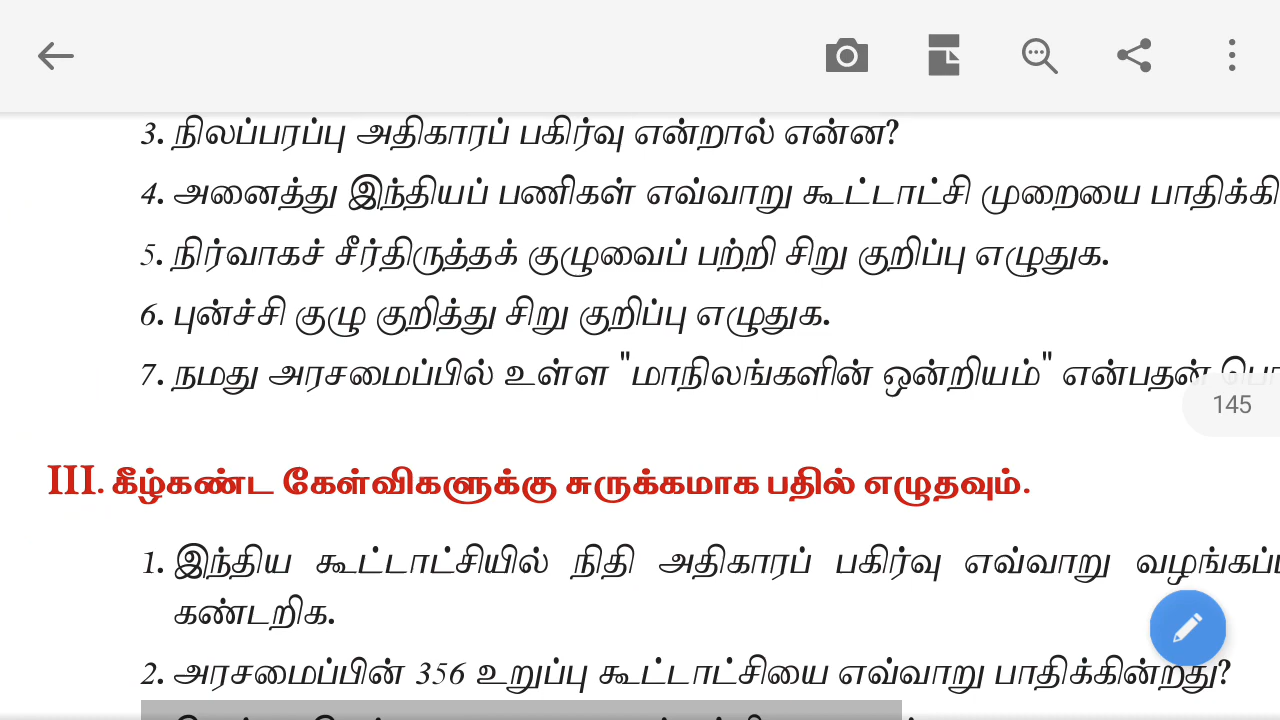 3. நிலப்பரப்பு அதிகாரப் பகிர்வு என்றால் என்ன?
4. அனைத்து இந்தியப் பணிகள் எவ்வாறு கூட்டாட்சி முறையை
5. நிர்வாகச் சீர்திருத்தக் குழுவைப் பற்றி சிறு குறிப்பு எழுதுக.
6. புன்ச்சி குழு குறித்து சிறு குறிப்பு எழுதுக.
7. நமது அரசமைப்பில் உள்ள "மாநிலங்களின் ஒன்றியம்" என்பதன்
145
III. கீழ்கண்ட கேள்விகளுக்கு சுருக்கமாக பதில் எழுதவும்.
1. இந்திய கூட்டாட்சியில் நிதி அதிகாரப் பகிர்வு எவ்வாறு
கண்டறிக.
2. அரசமைப்பின் 356 உறுப்பு கூட்டாட்சியை எவ்வாறு பாதிக்கின்றது?